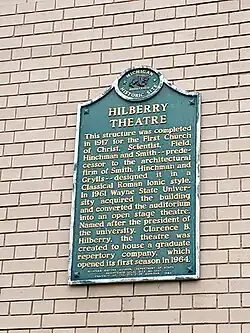 MICHIGAN
HISTORIC SITE
HILBERRY
THEATRE
This structure was completed
in 1917 for the First Church
of Christ, Scientist. Field,
Hinchman and Smith--prede-
cessor to the architectural
firm of Smith, Hinchman and
Grylls--designed it in a
Classical Roman Ionic style.
In 1961 Wayne State Univer-
sity acquired the building
and converted the auditorium
into an open stage theatre.
Named after the president of
the university, Clarence B.
Hilberry, the theatre was
created to house a graduate
repertory company, which
opened its first season in 1964.